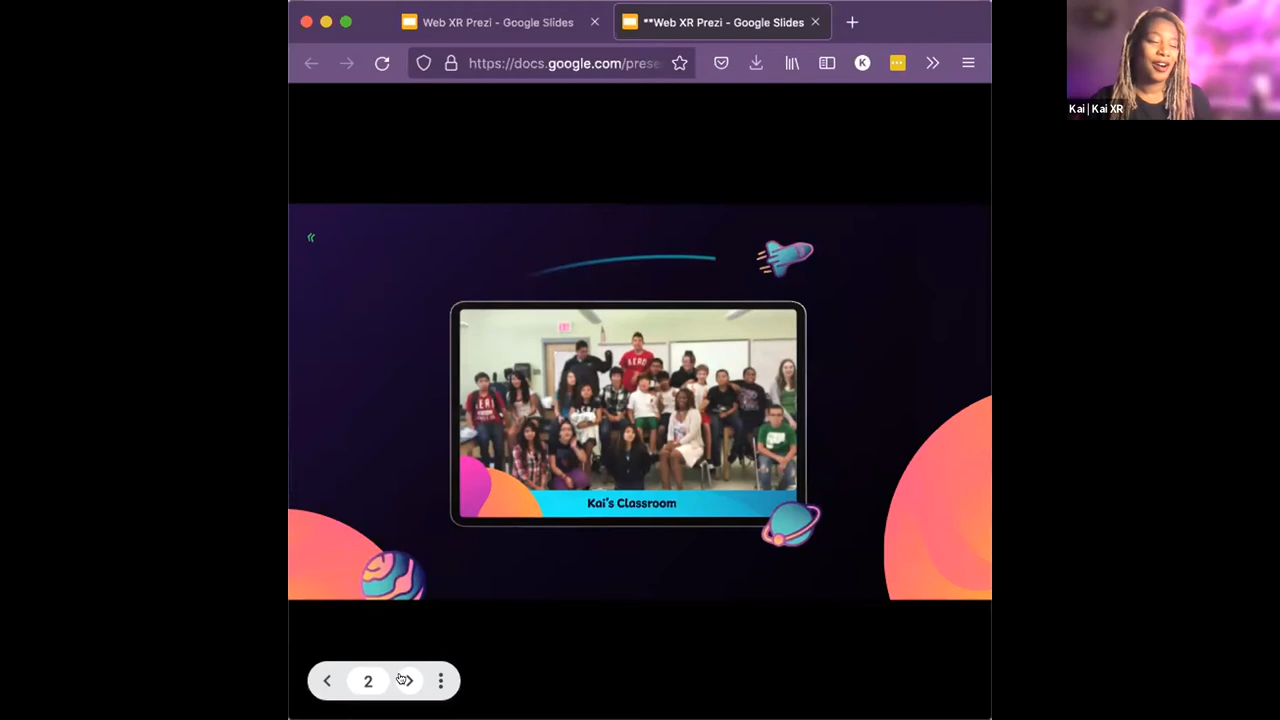 Web XR Prezi - Google Slides
**Web XR Prezi - Google Slides
https://docs.google.com/prese
K
Kai | Kai XR
AERO
Kai's Classroom
2